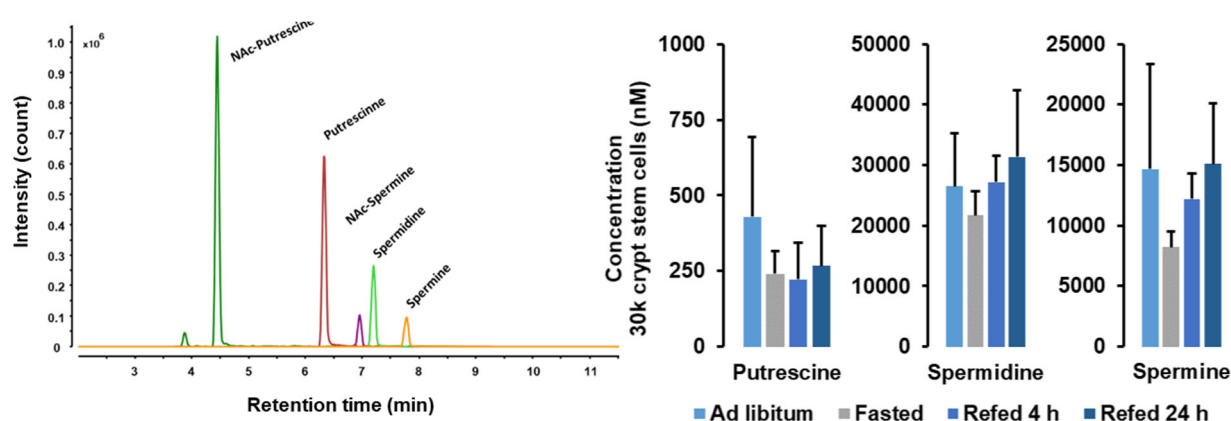 ×10⁶
1.0
0.9
0.8
0.7
0.6
0.5
0.4
0.3
0.2
0.1
0
Intensity (count)
NAc-Putrescine
Putrescinne
NAc-Spermine
Spermidine
Spermine
3 4 5 6 7 8 9 10 11
Retention time (min)
Concentration
30k crypt stem cells (nM)
1000
750
500
250
0
Putrescine
50000
40000
30000
20000
10000
0
Spermidine
25000
20000
15000
10000
5000
0
Spermine
Ad libitum Fasted Refed 4 h Refed 24 h